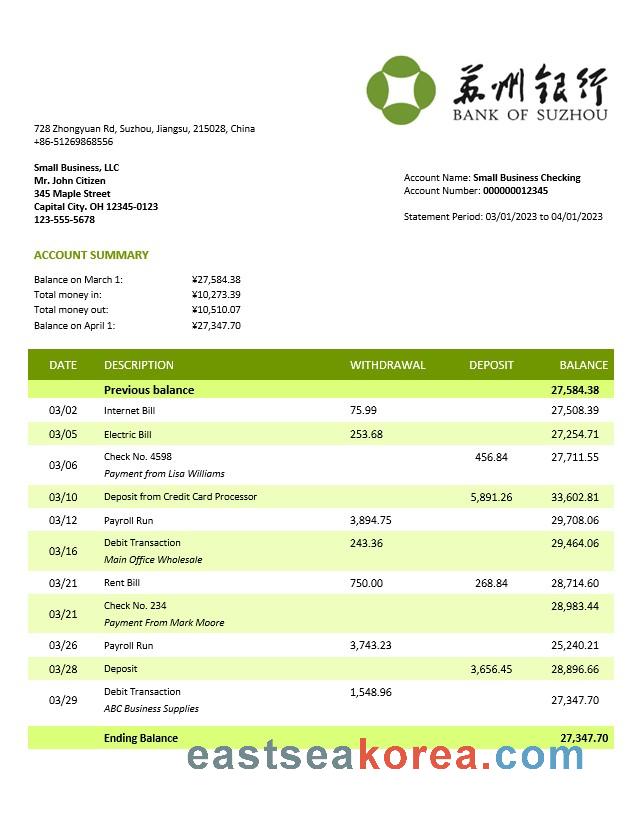 苏州银行
BANK OF SUZHOU
728 Zhongyuan Rd, Suzhou, Jiangsu, 215028, China
+86-51269868556
Small Business, LLC
Mr. John Citizen
345 Maple Street
Capital City. OH 12345-0123
123-555-5678
Account Name: Small Business Checking
Account Number: 000000012345
Statement Period: 03/01/2023 to 04/01/2023
ACCOUNT SUMMARY
Balance on March 1: ¥27,584.38
Total money in: ¥10,273.39
Total money out: ¥10,510.07
Balance on April 1: ¥27,347.70
DATE DESCRIPTION WITHDRAWAL DEPOSIT BALANCE
Previous balance 27,584.38
03/02 Internet Bill 75.99 27,508.39
03/05 Electric Bill 253.68 27,254.71
03/06 Check No. 4598 456.84 27,711.55
Payment from Lisa Williams
03/10 Deposit from Credit Card Processor 5,891.26 33,602.81
03/12 Payroll Run 3,894.75 29,708.06
03/16 Debit Transaction 243.36 29,464.06
Main Office Wholesale
03/21 Rent Bill 750.00 268.84 28,714.60
03/21 Check No. 234 28,983.44
Payment From Mark Moore
03/26 Payroll Run 3,743.23 25,240.21
03/28 Deposit 3,656.45 28,896.66
03/29 Debit Transaction 1,548.96 27,347.70
ABC Business Supplies
Ending Balance 27,347.70
eastseakorea.com